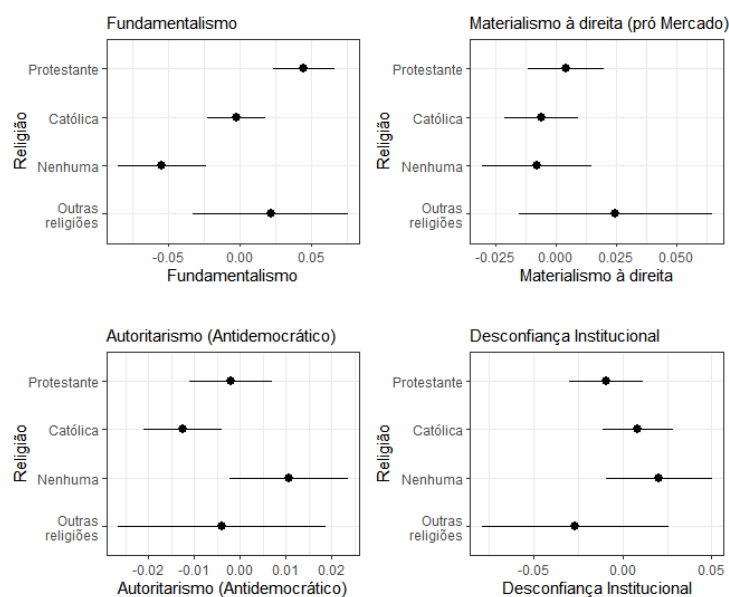 Fundamentalismo
Religião
Protestante
Católica
Nenhuma
Outras
religiões
-0.05 0.00 0.05
Fundamentalismo
Materialismo à direita (pró Mercado)
Religião
Protestante
Católica
Nenhuma
Outras
religiões
-0.025 0.000 0.025 0.050
Materialismo à direita
Autoritarismo (Antidemocrático)
Religião
Protestante
Católica
Nenhuma
Outras
religiões
-0.02 -0.01 0.00 0.01 0.02
Autoritarismo (Antidemocrático)
Desconfiança Institucional
Religião
Protestante
Católica
Nenhuma
Outras
religiões
-0.05 0.00 0.05
Desconfiança Institucional